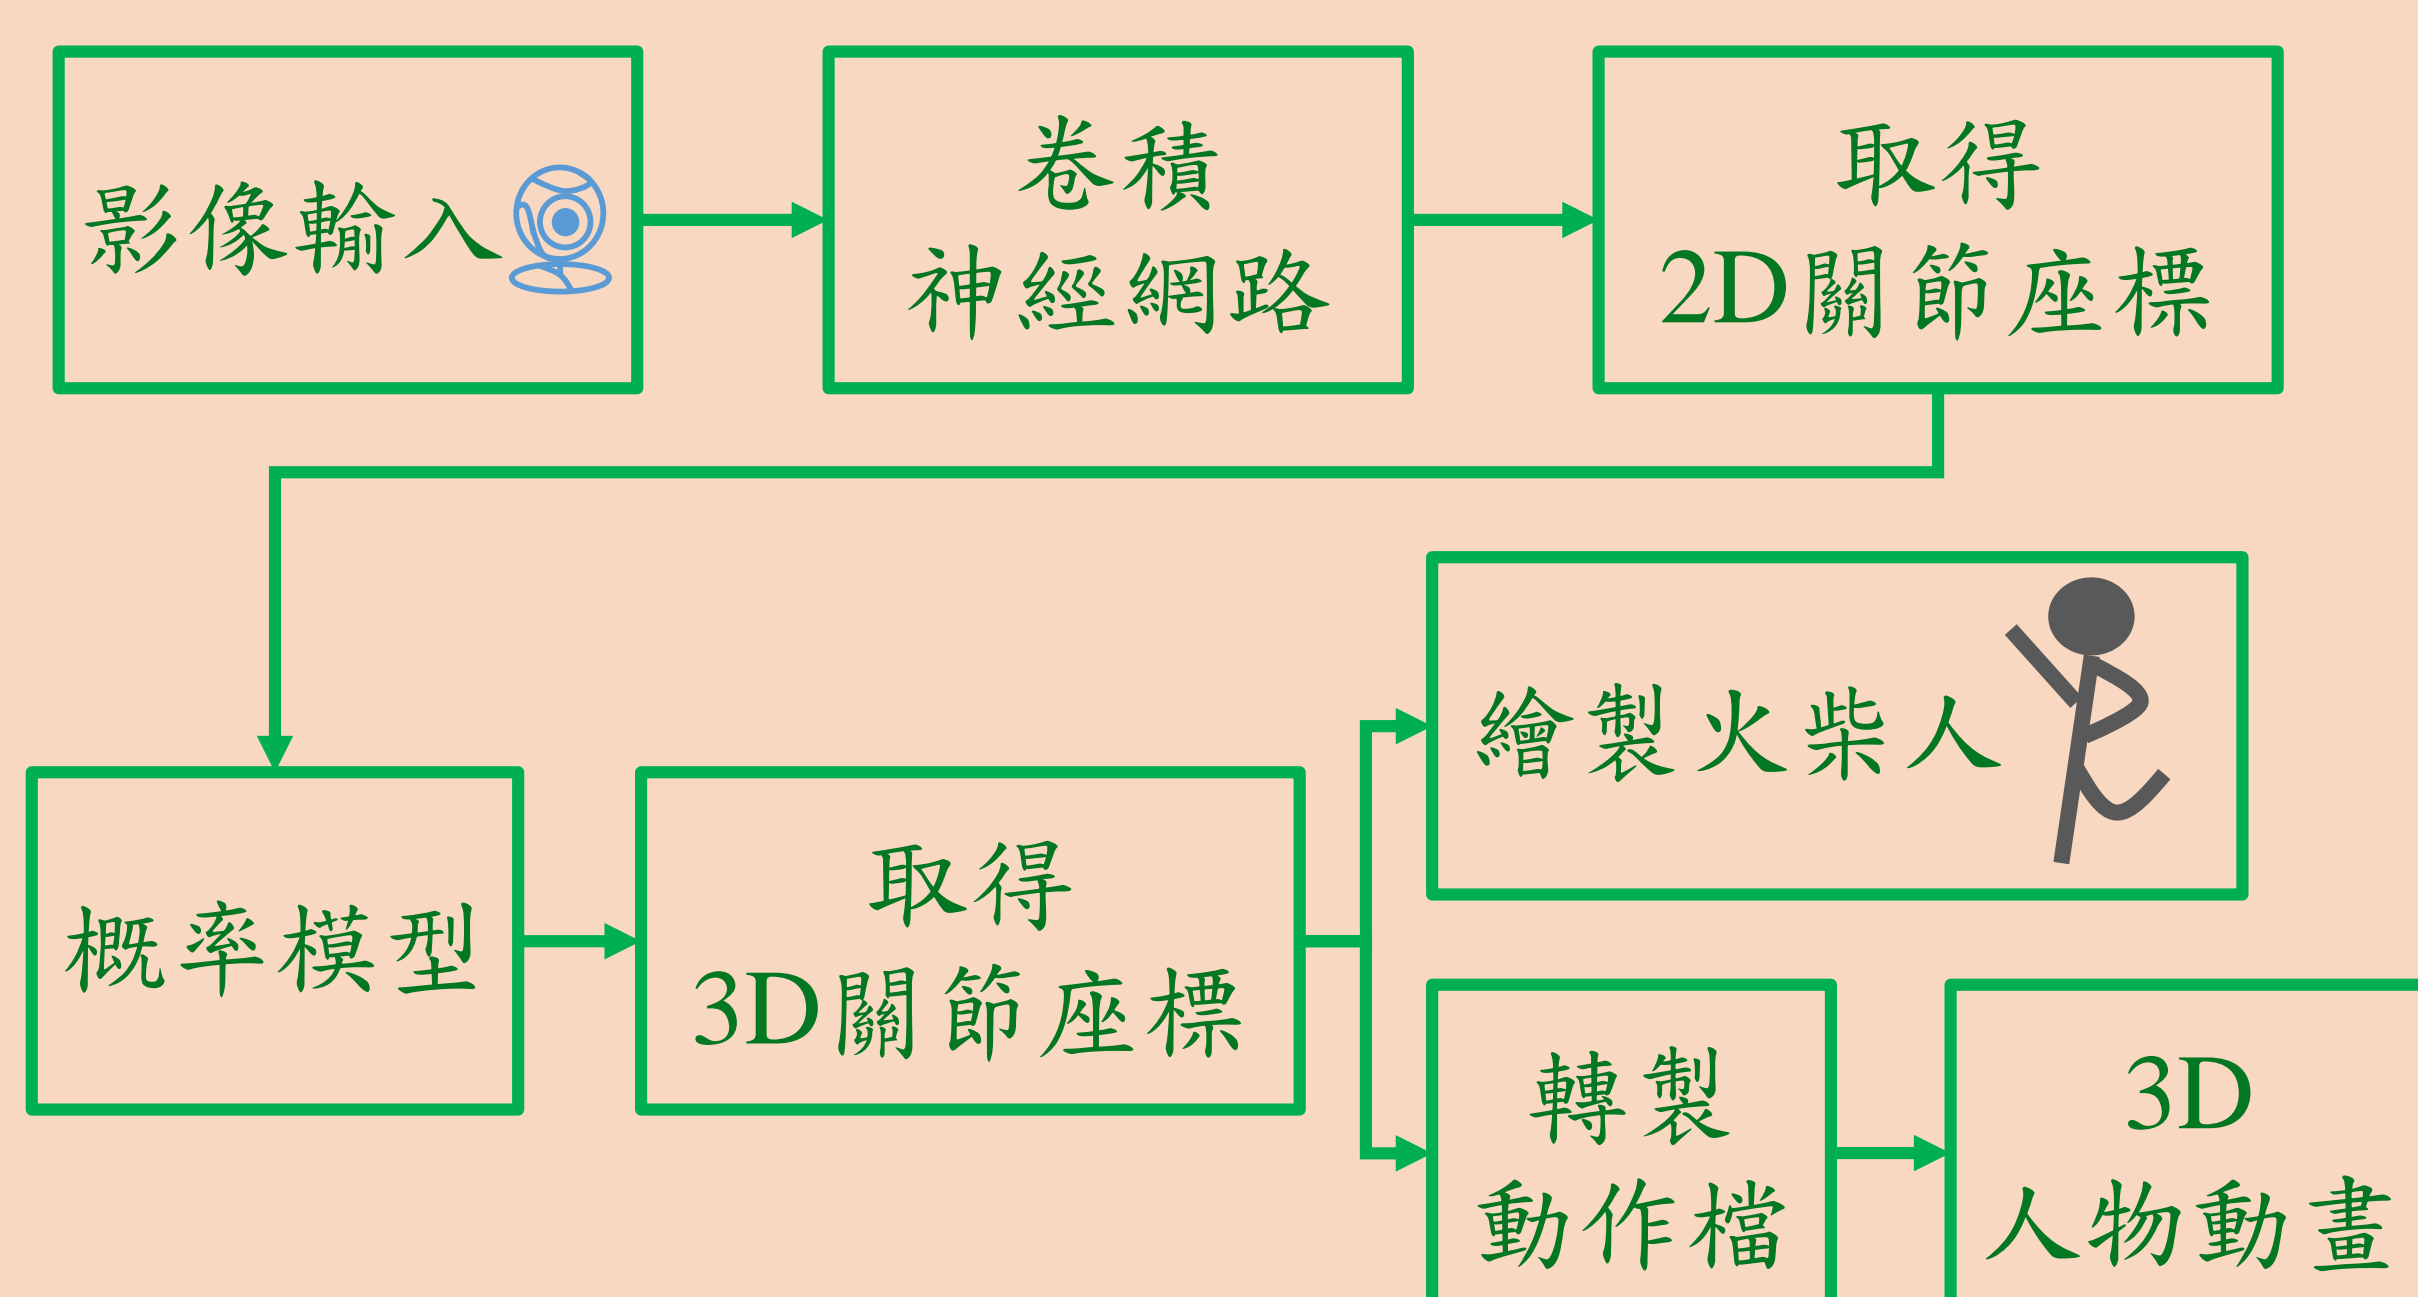 影像輸入
卷積
神經網路
取得
2D關節座標
繪製火柴人
概率模型
取得
3D關節座標
轉製
動作檔
3D
人物動畫